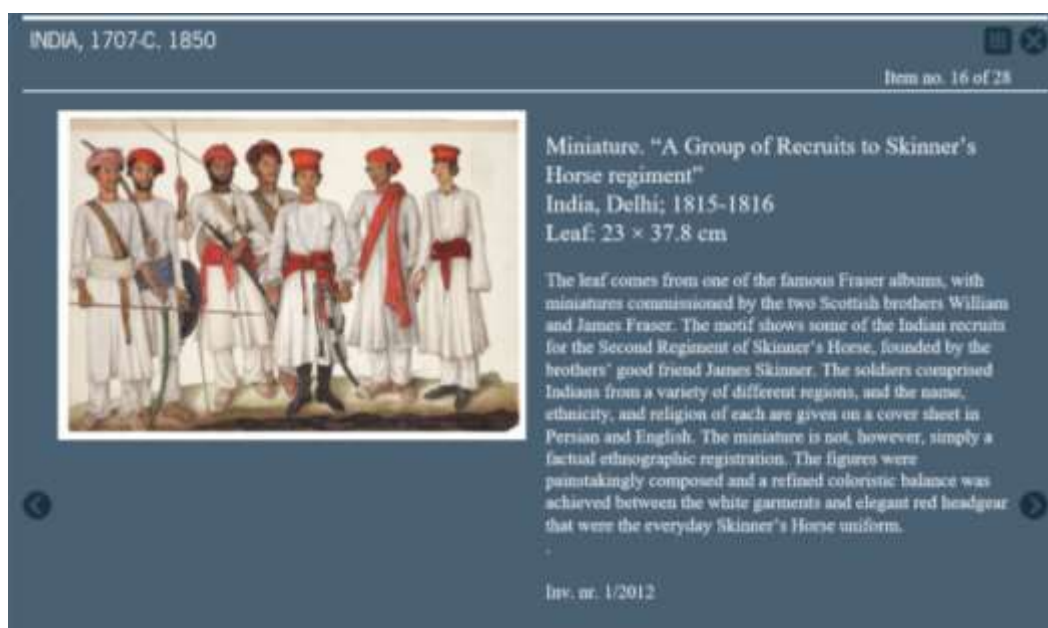 INDIA, 1707-C. 1850
Item no. 16 of 28
Miniature. “A Group of Recruits to Skinner’s
Horse regiment”
India, Delhi; 1815-1816
Leaf: 23 × 37.8 cm
The leaf comes from one of the famous Fraser albums, with
miniatures commissioned by the two Scottish brothers William
and James Fraser. The motif shows some of the Indian recruits
for the Second Regiment of Skinner’s Horse, founded by the
brothers’ good friend James Skinner. The soldiers comprised
Indians from a variety of different regions, and the name,
ethnicity, and religion of each are given on a cover sheet in
Persian and English. The miniature is not, however, simply a
factual ethnographic registration. The figures were
painstakingly composed and a refined coloristic balance was
achieved between the white garments and elegant red headgear
that were the everyday Skinner’s Horse uniform.
.
Inv. nr. 1/2012